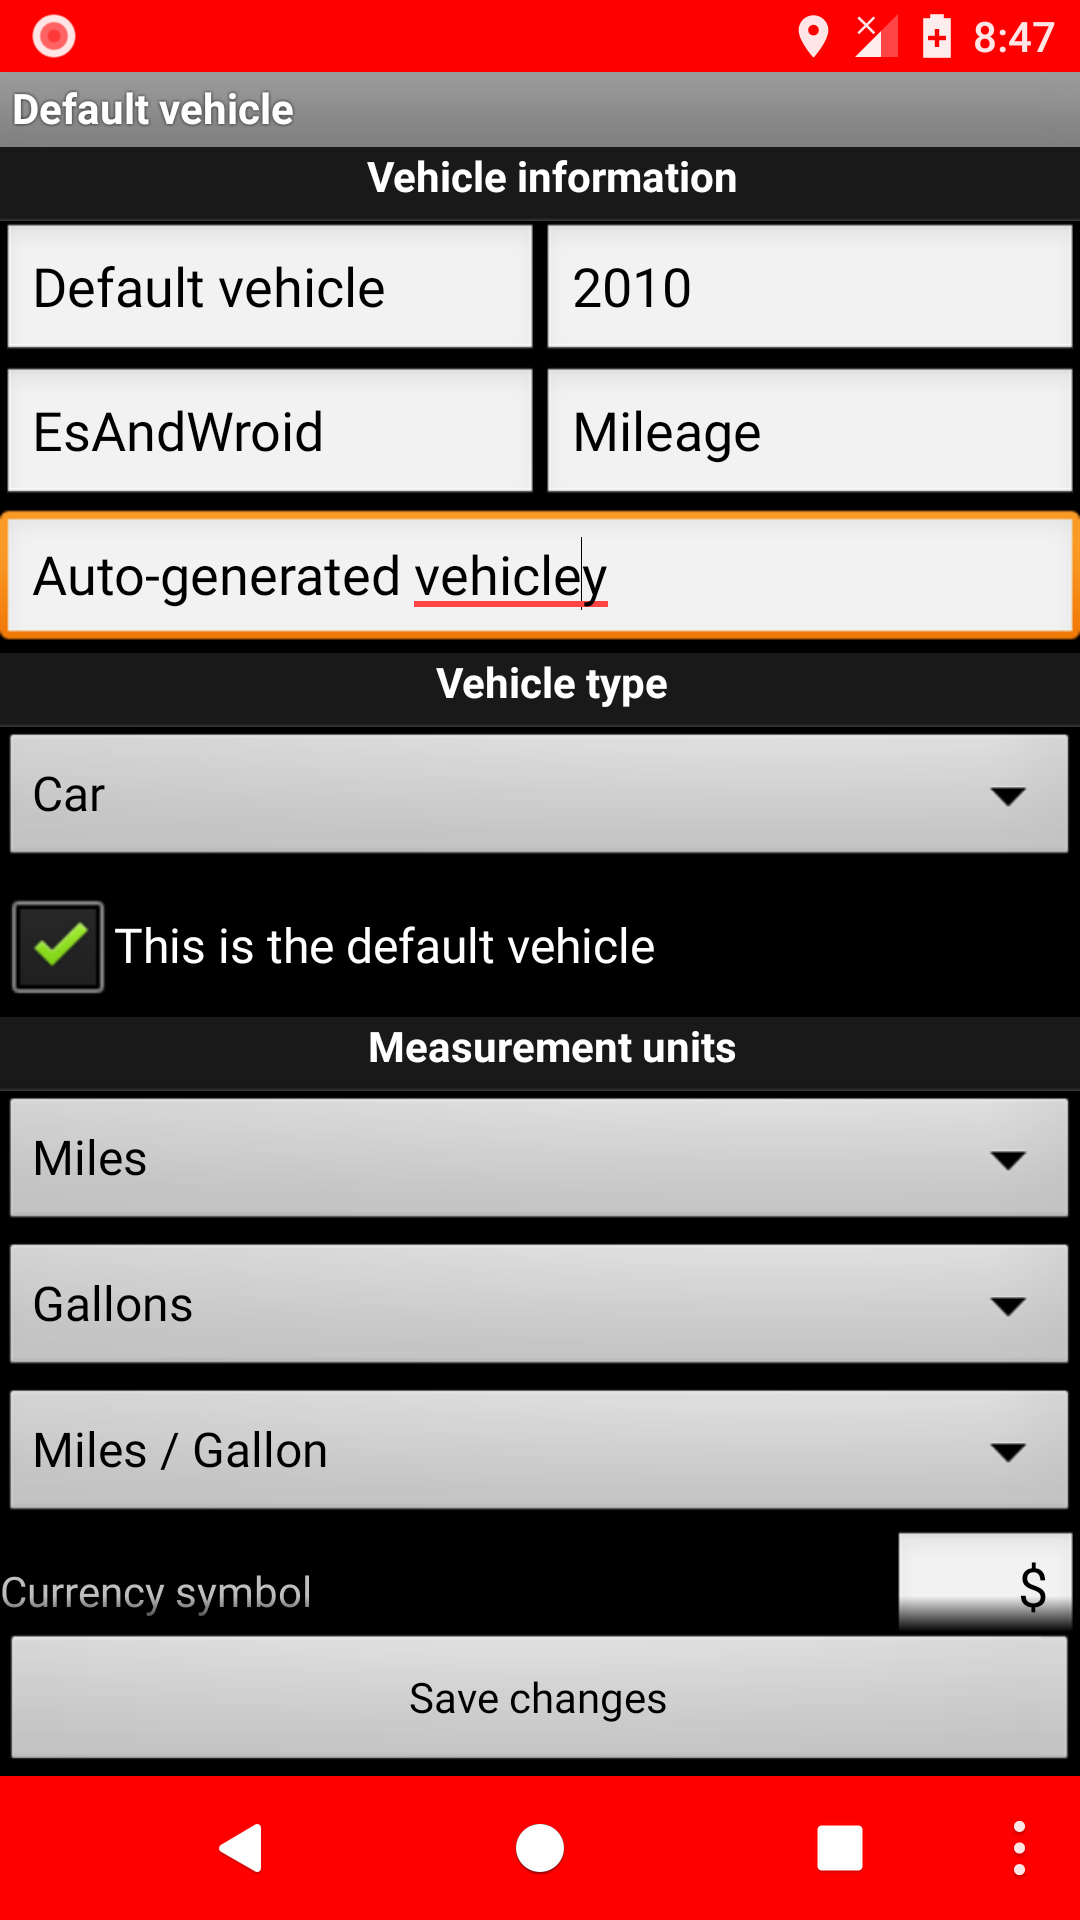 8:47
Default vehicle
Vehicle information
Default vehicle 2010
EsAndWroid Mileage
Auto-generated vehicley
Vehicle type
Car
This is the default vehicle
Measurement units
Miles
Gallons
Miles / Gallon
Currency symbol $
Save changes